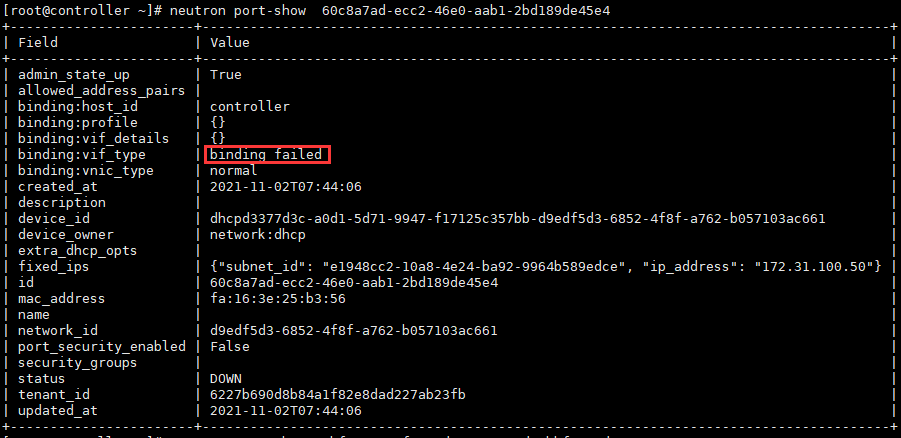 [root@controller ~]# neutron port-show  60c8a7ad-ecc2-46e0-aab1-2bd189de45e4
+-----------------------+-------------------------------------------------------------------------------------+
| Field                 | Value                                                                               |
+-----------------------+-------------------------------------------------------------------------------------+
| admin_state_up        | True                                                                                |
| allowed_address_pairs |                                                                                     |
| binding:host_id       | controller                                                                          |
| binding:profile       | {}                                                                                  |
| binding:vif_details   | {}                                                                                  |
| binding:vif_type      | binding_failed                                                                      |
| binding:vnic_type     | normal                                                                              |
| created_at            | 2021-11-02T07:44:06                                                                 |
| description           |                                                                                     |
| device_id             | dhcpd3377d3c-a0d1-5d71-9947-f17125c357bb-d9edf5d3-6852-4f8f-a762-b057103ac661       |
| device_owner          | network:dhcp                                                                        |
| extra_dhcp_opts       |                                                                                     |
| fixed_ips             | {"subnet_id": "e1948cc2-10a8-4e24-ba92-9964b589edce", "ip_address": "172.31.100.50"} |
| id                    | 60c8a7ad-ecc2-46e0-aab1-2bd189de45e4                                                |
| mac_address           | fa:16:3e:25:b3:56                                                                   |
| name                  |                                                                                     |
| network_id            | d9edf5d3-6852-4f8f-a762-b057103ac661                                                |
| port_security_enabled | False                                                                               |
| security_groups       |                                                                                     |
| status                | DOWN                                                                                |
| tenant_id             | 6227b690d8b84a1f82e8dad227ab23fb                                                    |
| updated_at            | 2021-11-02T07:44:06                                                                 |
+-----------------------+-------------------------------------------------------------------------------------+